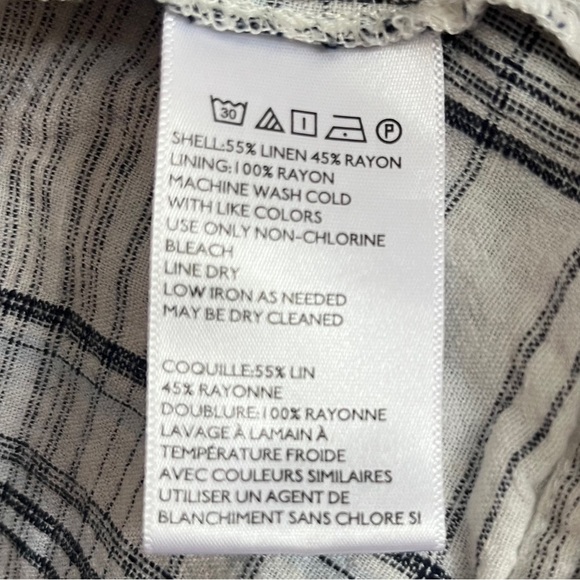 30 P
SHELL:55% LINEN 45% RAYON
LINING:100% RAYON
MACHINE WASH COLD
WITH LIKE COLORS
USE ONLY NON-CHLORINE
BLEACH
LINE DRY
LOW IRON AS NEEDED
MAY BE DRY CLEANED
COQUILLE:55% LIN
45% RAYONNE
DOUBLURE:100% RAYONNE
LAVAGE À LAMAIN À
TEMPÉRATURE FROIDE
AVEC COULEURS SIMILAIRES
UTILISER UN AGENT DE
BLANCHIMENT SANS CHLORE SI